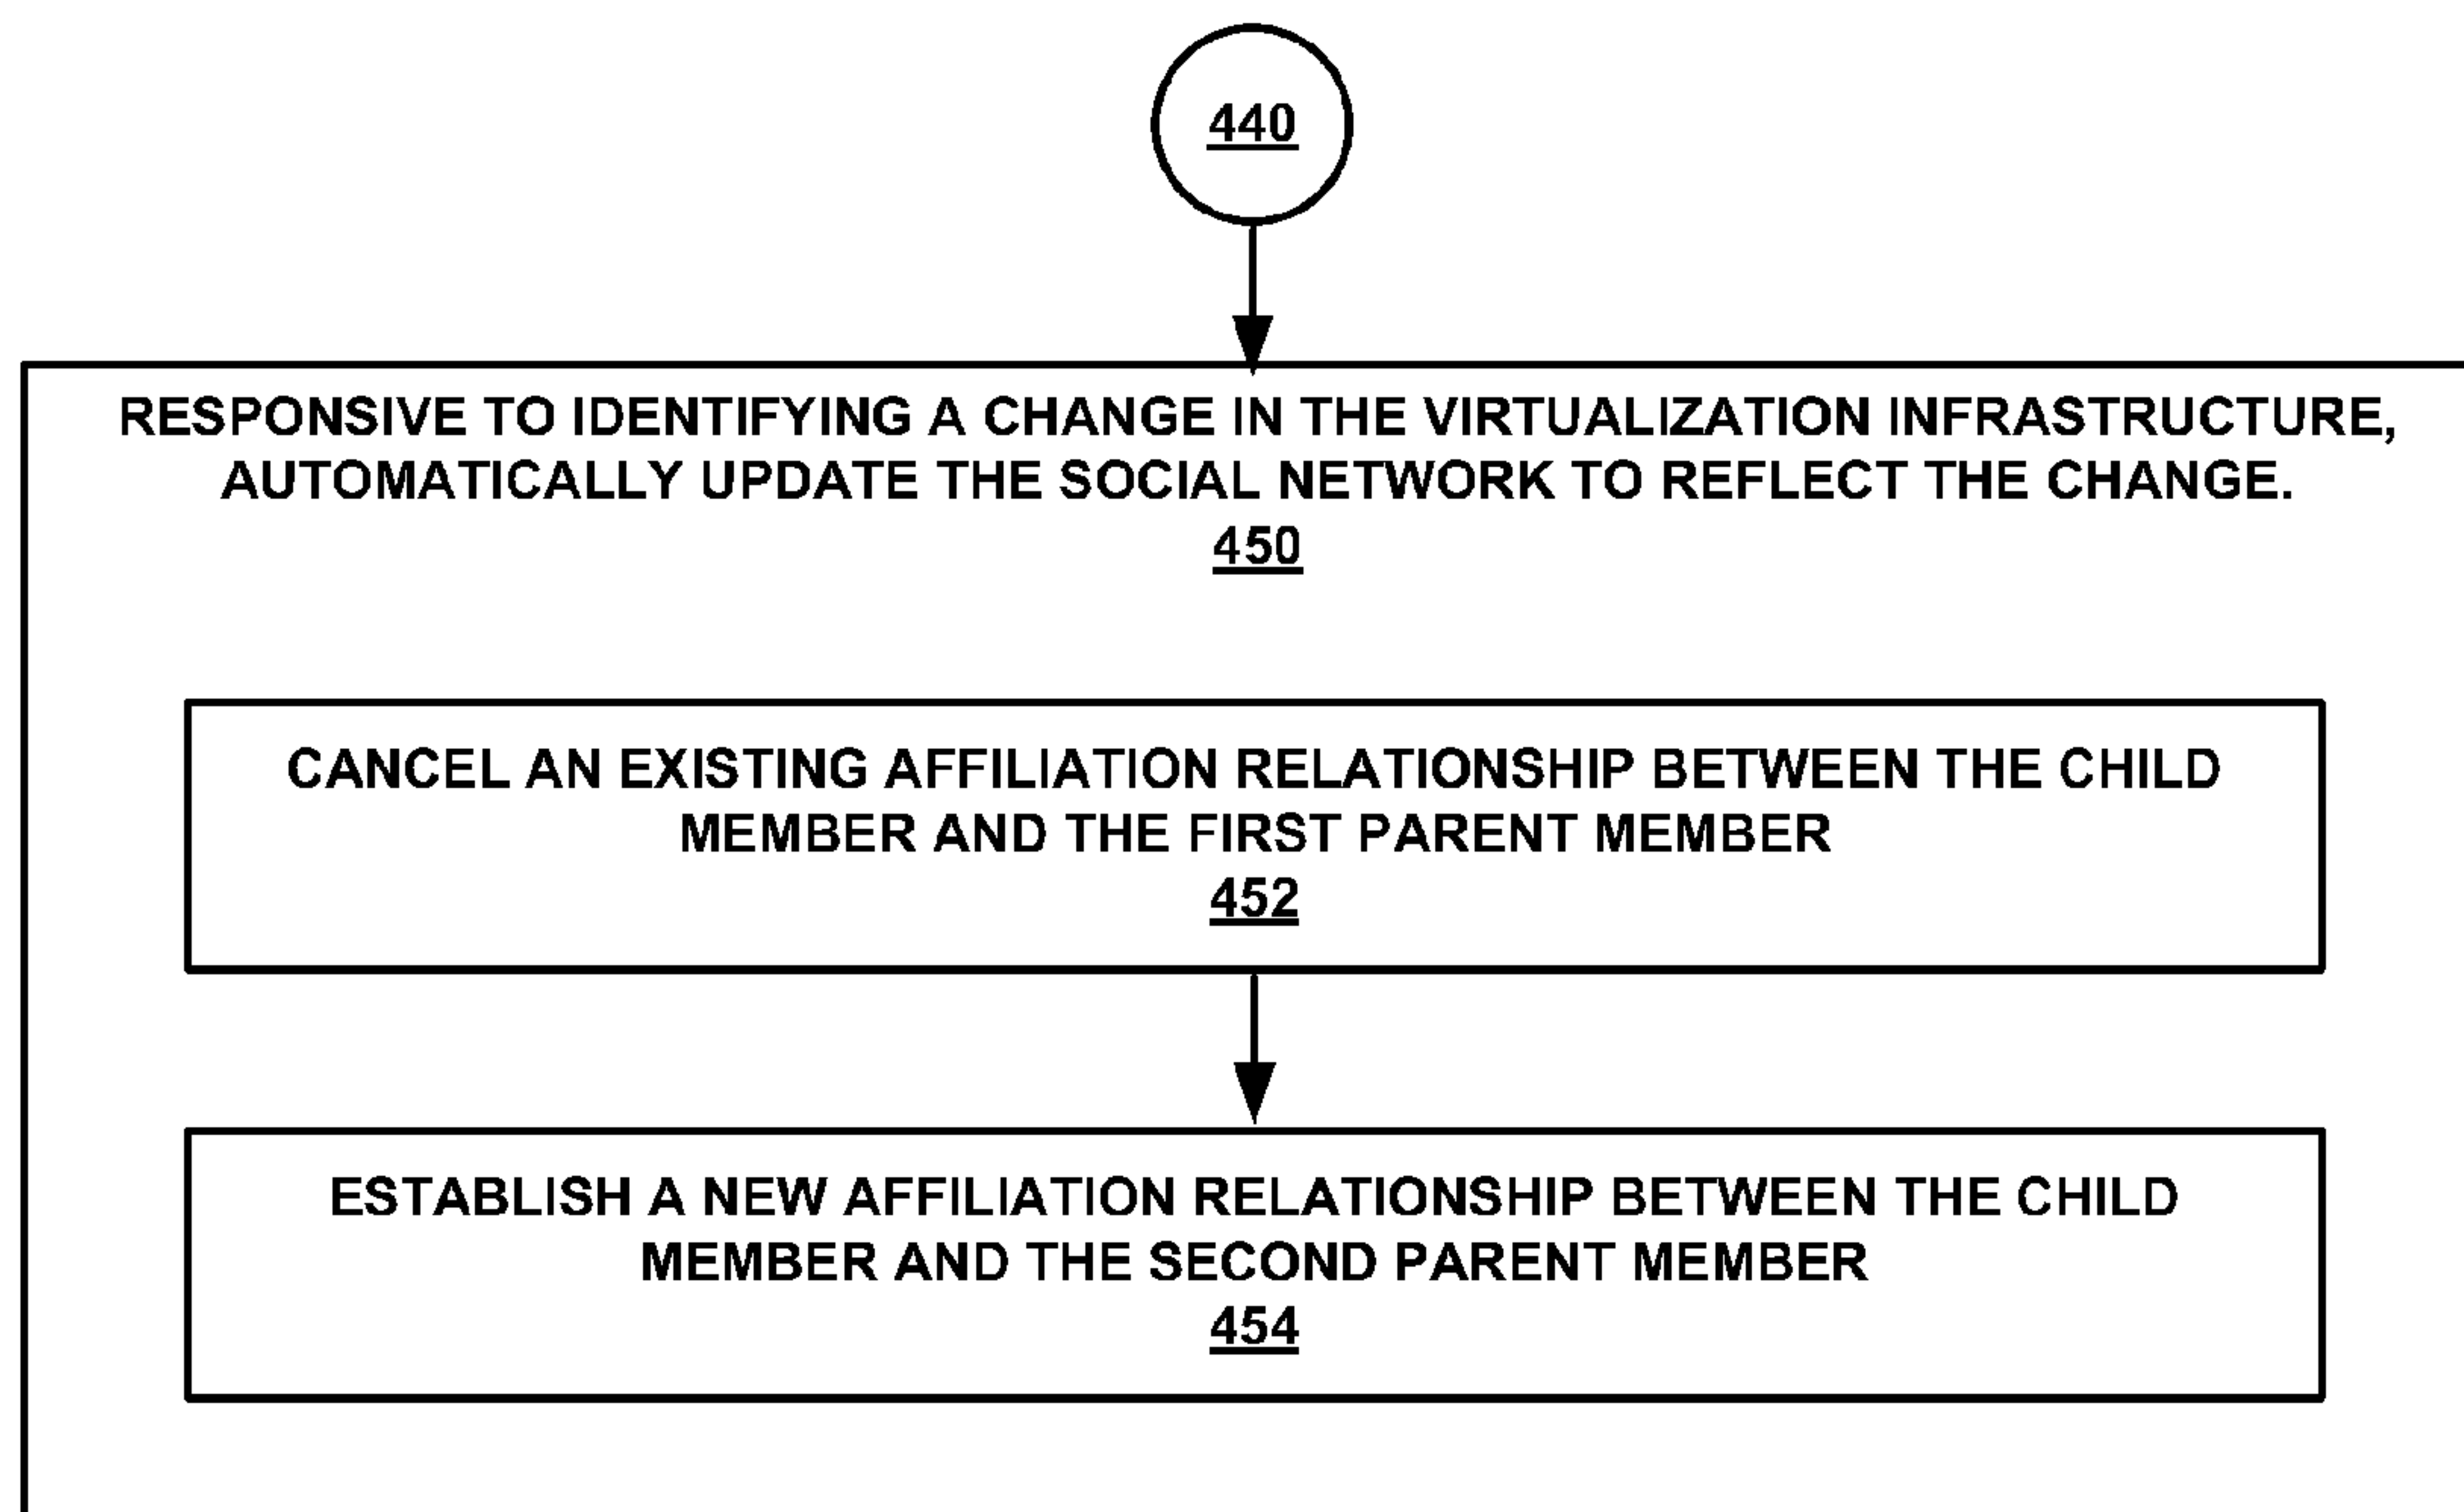 440
RESPONSIVE TO IDENTIFYING A CHANGE IN THE VIRTUALIZATION INFRASTRUCTURE,
AUTOMATICALLY UPDATE THE SOCIAL NETWORK TO REFLECT THE CHANGE.
450
CANCEL AN EXISTING AFFILIATION RELATIONSHIP BETWEEN THE CHILD
MEMBER AND THE FIRST PARENT MEMBER
452
ESTABLISH A NEW AFFILIATION RELATIONSHIP BETWEEN THE CHILD
MEMBER AND THE SECOND PARENT MEMBER
454